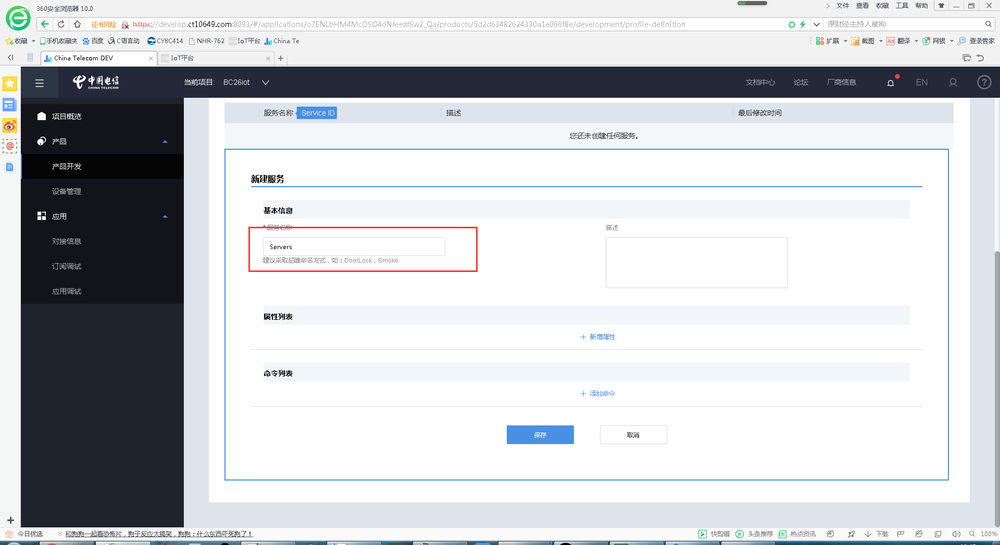 360安全浏览器 10.0
文件 查看 收藏 工具 帮助
证书风险 https://develop.ct10649.com:8093/#/applications/o7ENLbHM4McOSO4oNfeezfSw2_Qa/products/5d2d63482624330a1e066f8e/development/profile-definition
原财经主持人被拘
收藏 手机收藏夹 百度 C语言动 CY8C414 NHR-762 IoT平台 China Te
扩展 截图 翻译 网银 登录管家
China Telecom DEV
IoT平台
中国电信
CHINA TELECOM
当前项目: BC26iot
文档中心 论坛 厂商信息 EN
项目概览
产品
产品开发
设备管理
应用
对接信息
订阅调试
应用调试
服务名称 Service ID 描述 最后修改时间
您还未创建任何服务。
新建服务
基本信息
* 服务名称
描述
Servers
建议采取驼峰命名方式，如：DoorLock，Smoke
属性列表
+ 新增属性
命令列表
+ 添加命令
保存
取消
今日优选
和狗狗一起看恐怖片，狗子反应太搞笑，狗狗：什么东西吓死狗了！
快剪辑 头条推荐 热点资讯 下载 100%